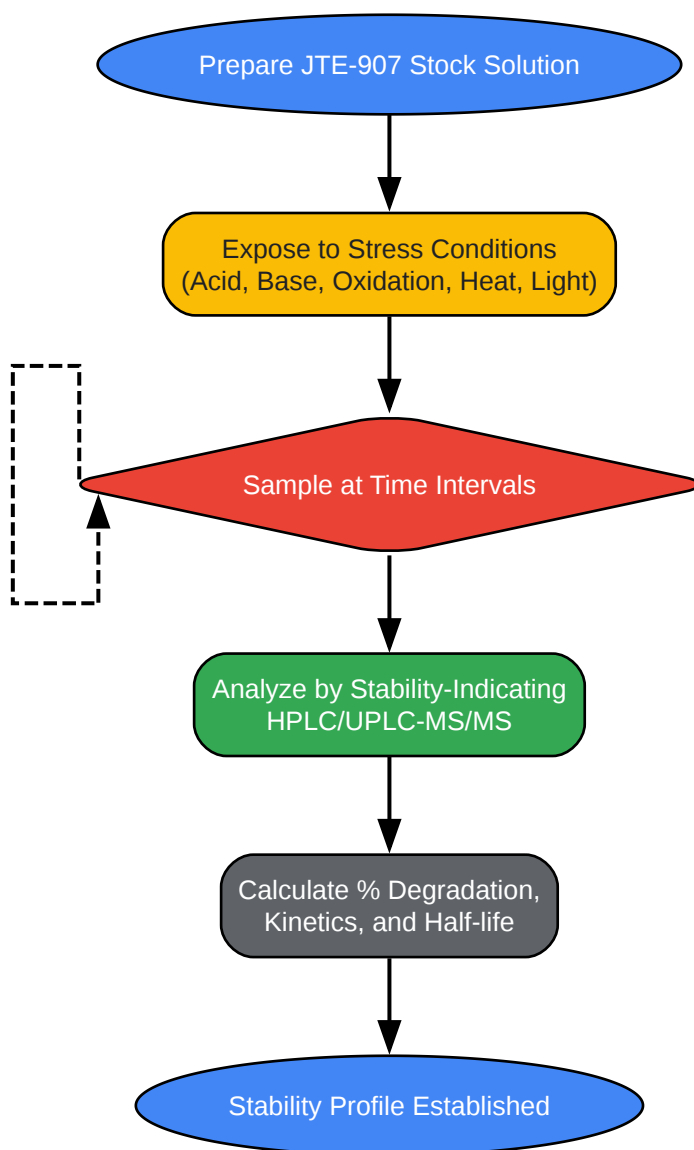 Prepare JTE-907 Stock Solution
Expose to Stress Conditions
(Acid, Base, Oxidation, Heat, Light)
Sample at Time Intervals
Analyze by Stability-Indicating
HPLC/UPLC-MS/MS
Calculate % Degradation,
Kinetics, and Half-life
Stability Profile Established